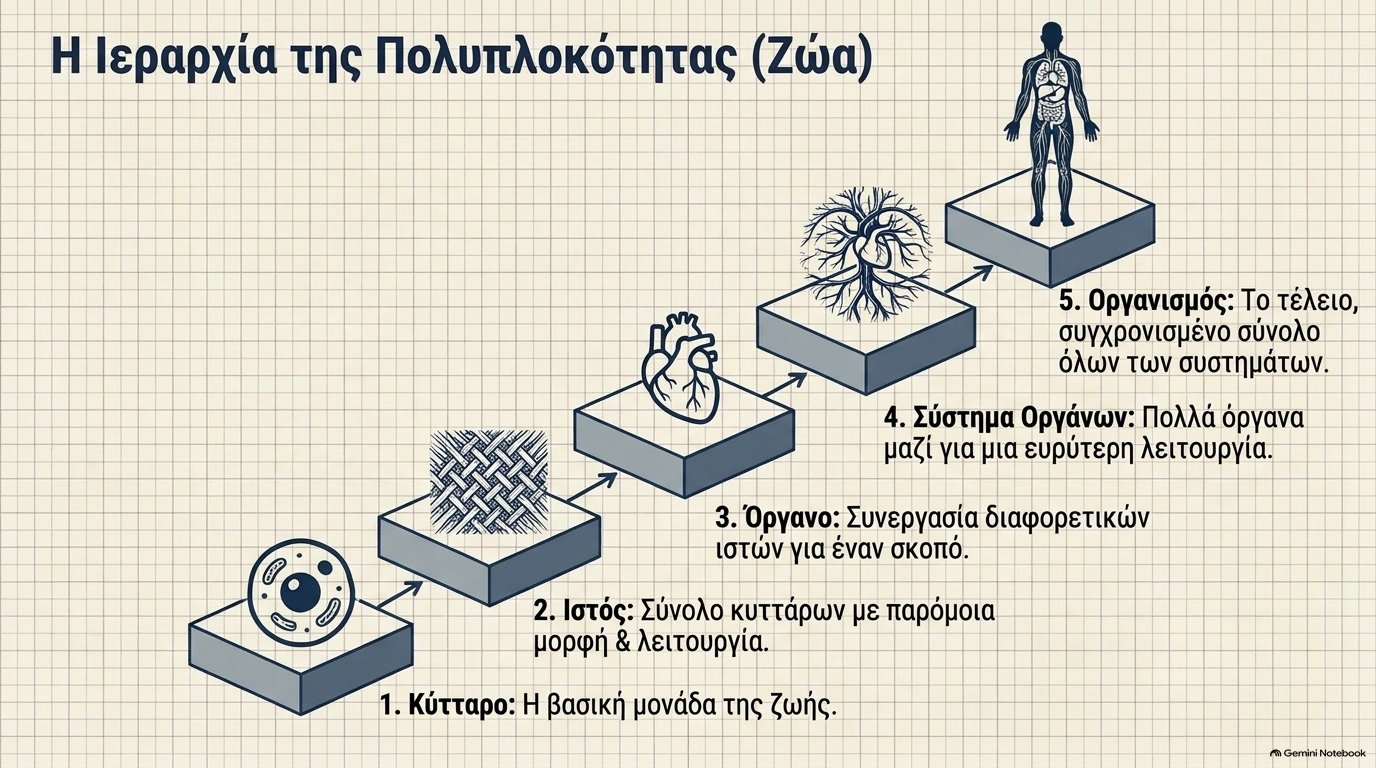 Η Ιεραρχία της Πολυπλοκότητας (Ζώα)
5. Οργανισμός: Το τέλειο,
συγχρονισμένο σύνολο
όλων των συστημάτων.
4. Σύστημα Οργάνων: Πολλά όργανα
μαζί για μια ευρύτερη λειτουργία.
3. Όργανο: Συνεργασία διαφορετικών
ιστών για έναν σκοπό.
2. Ιστός: Σύνολο κυττάρων με παρόμοια
μορφή & λειτουργία.
1. Κύτταρο: Η βασική μονάδα της ζωής.
Gemini Notebook